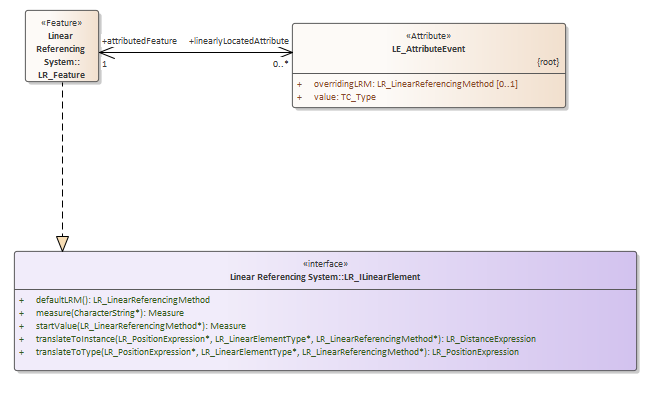 «Feature»
Linear
Referencing
System::
LR_Feature
+attributedFeature
+linearlyLocatedAttribute
1
0..*
«Attribute»
LE_AttributeEvent
{root}
+ overridingLRM: LR_LinearReferencingMethod [0..1]
+ value: TC_Type
«interface»
Linear Referencing System::LR_ILinearElement
+ defaultLRM(): LR_LinearReferencingMethod
+ measure(CharacterString*): Measure
+ startValue(LR_LinearReferencingMethod*): Measure
+ translateToInstance(LR_PositionExpression*, LR_LinearElementType*, LR_LinearReferencingMethod*): LR_DistanceExpression
+ translateToType(LR_PositionExpression*, LR_LinearElementType*, LR_LinearReferencingMethod*): LR_PositionExpression